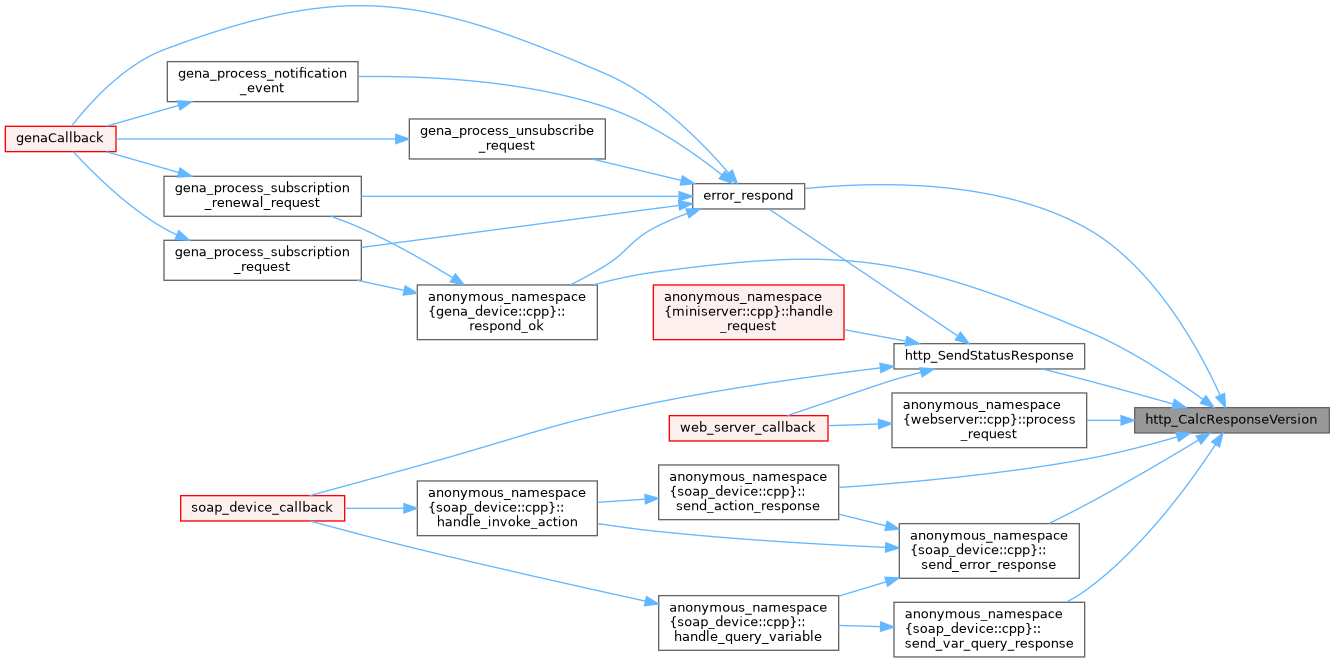 gena_process_notification
_event
gena_process_unsubscribe
_request
genaCallback
gena_process_subscription
_renewal_request
error_respond
gena_process_subscription
_request
anonymous_namespace
{gena_device::cpp}::
respond_ok
anonymous_namespace
{miniserver::cpp}::handle
_request
http_SendStatusResponse
web_server_callback
anonymous_namespace
{webserver::cpp}::process
_request
http_CalcResponseVersion
soap_device_callback
anonymous_namespace
{soap_device::cpp}::
handle_invoke_action
anonymous_namespace
{soap_device::cpp}::
send_action_response
anonymous_namespace
{soap_device::cpp}::
send_error_response
anonymous_namespace
{soap_device::cpp}::
handle_query_variable
anonymous_namespace
{soap_device::cpp}::
send_var_query_response